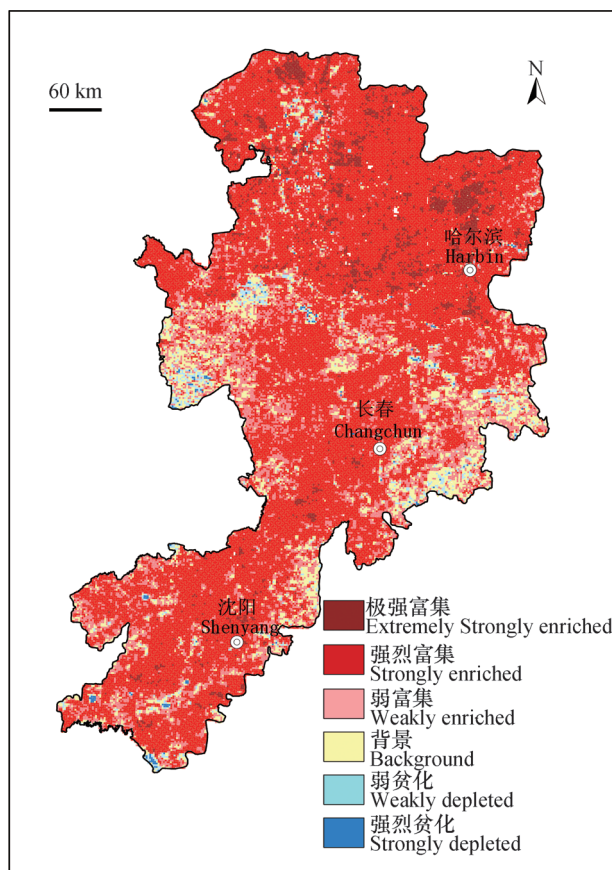 60 km
N
哈尔滨
Harbin
长春
Changchun
沈阳
Shenyang
极强富集
Extremely Strongly enriched
强烈富集
Strongly enriched
弱富集
Weakly enriched
背景
Background
弱贫化
Weakly depleted
强烈贫化
Strongly depleted